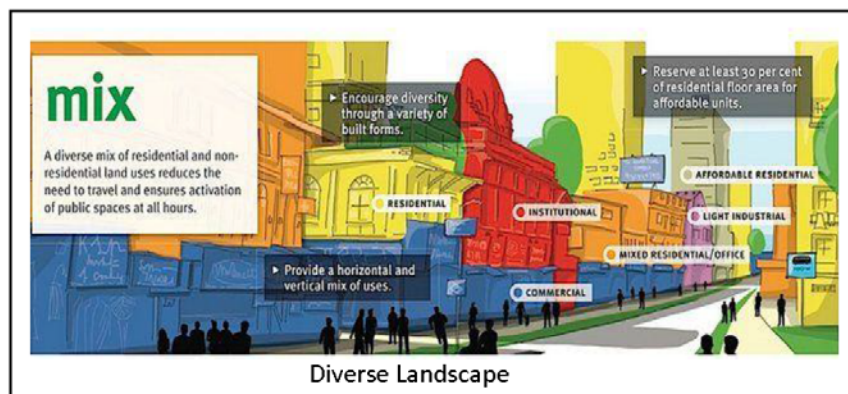 mix
A diverse mix of residential and non-
residential land uses reduces the
need to travel and ensures activation
of public spaces at all hours.
► Encourage diversity
through a variety of
built forms.
► Reserve at least 30 per cent
of residential floor area for
affordable units.
AFFORDABLE RESIDENTIAL
RESIDENTIAL
INSTITUTIONAL
LIGHT INDUSTRIAL
MIXED RESIDENTIAL/OFFICE
► Provide a horizontal and
vertical mix of uses.
COMMERCIAL
Diverse Landscape